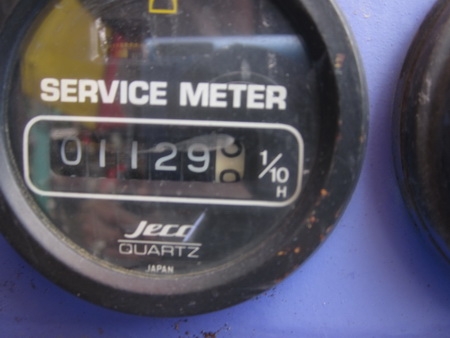 SERVICE METER
01129 1/10 H
Jeco
QUARTZ
JAPAN